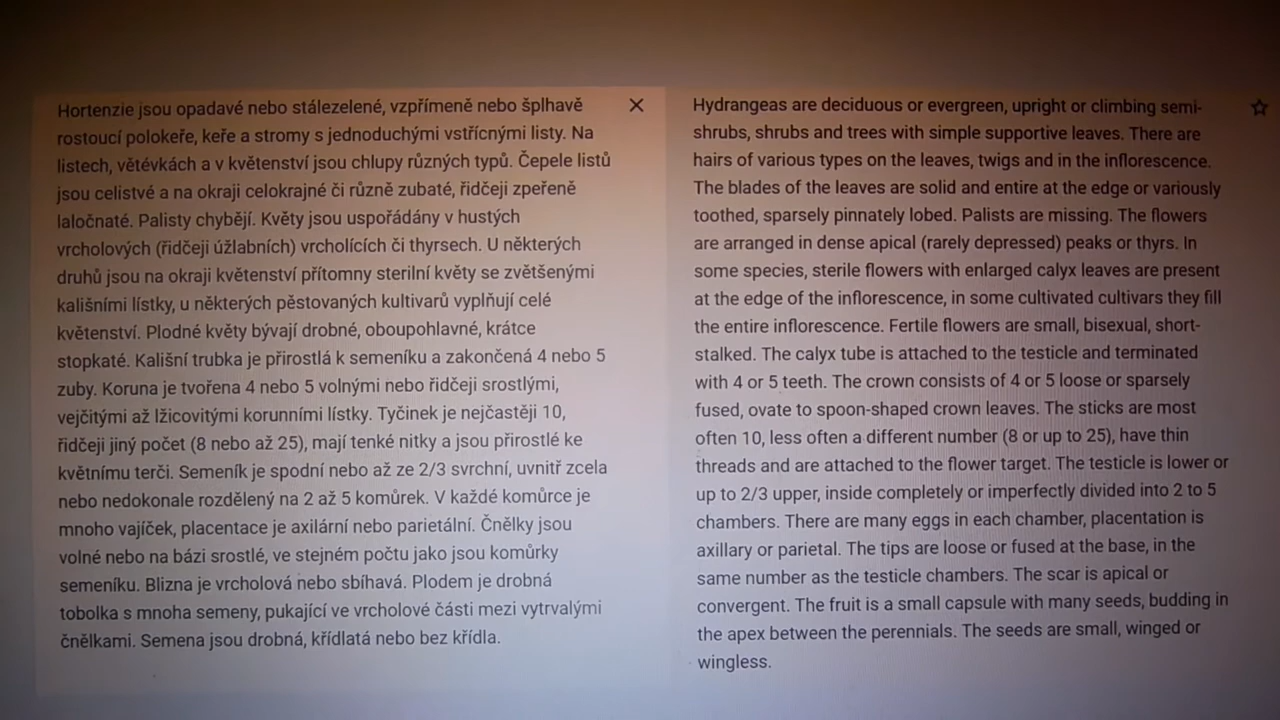 Hortenzie jsou opadavé nebo stálezelené, vzpřímeně nebo šplhavě
rostoucí polokeře, keře a stromy s jednoduchými vstřícnými listy. Na
listech, větévkách a v květenství jsou chlupy různých typů. Čepele listů
jsou celistvé a na okraji celokrajné či různě zubaté, řidčeji zpeřeně
laločnaté. Palisty chybějí. Květy jsou uspořádány v hustých
vrcholových (řidčeji úžlabních) vrcholících či thyrsech. U některých
druhů jsou na okraji květenství přítomny sterilní květy se zvětšenými
kališními lístky, u některých pěstovaných kultivarů vyplňují celé
květenství. Plodné květy bývají drobné, oboupohlavné, krátce
stopkaté. Kališní trubka je přirostlá k semeníku a zakončená 4 nebo 5
zuby. Koruna je tvořena 4 nebo 5 volnými nebo řidčeji srostlými,
vejčitými až lžicovitými korunními lístky. Tyčinek je nejčastěji 10,
řidčeji jiný počet (8 nebo až 25), mají tenké nitky a jsou přirostlé ke
květnímu terči. Semeník je spodní nebo až ze 2/3 svrchní, uvnitř zcela
nebo nedokonale rozdělený na 2 až 5 komůrek. V každé komůrce je
mnoho vajíček, placentace je axilární nebo parietální. Čnělky jsou
volné nebo na bázi srostlé, ve stejném počtu jako jsou komůrky
semeníku. Blizna je vrcholová nebo sbíhavá. Plodem je drobná
tobolka s mnoha semeny, pukající ve vrcholové části mezi vytrvalými
čnělkami. Semena jsou drobná, křídlatá nebo bez křídla.
Hydrangeas are deciduous or evergreen, upright or climbing semi-
shrubs, shrubs and trees with simple supportive leaves. There are
hairs of various types on the leaves, twigs and in the inflorescence.
The blades of the leaves are solid and entire at the edge or variously
toothed, sparsely pinnately lobed. Palists are missing. The flowers
are arranged in dense apical (rarely depressed) peaks or thyrs. In
some species, sterile flowers with enlarged calyx leaves are present
at the edge of the inflorescence, in some cultivated cultivars they fill
the entire inflorescence. Fertile flowers are small, bisexual, short-
stalked. The calyx tube is attached to the testicle and terminated
with 4 or 5 teeth. The crown consists of 4 or 5 loose or sparsely
fused, ovate to spoon-shaped crown leaves. The sticks are most
often 10, less often a different number (8 or up to 25), have thin
threads and are attached to the flower target. The testicle is lower or
up to 2/3 upper, inside completely or imperfectly divided into 2 to 5
chambers. There are many eggs in each chamber, placentation is
axillary or parietal. The tips are loose or fused at the base, in the
same number as the testicle chambers. The scar is apical or
convergent. The fruit is a small capsule with many seeds, budding in
the apex between the perennials. The seeds are small, winged or
wingless.